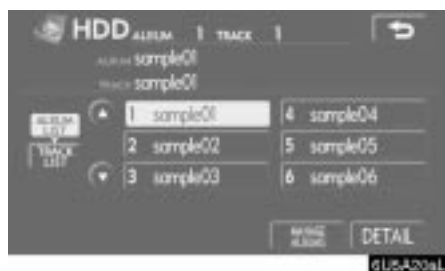 HDD ALBUM 1 TRACK 1
ALBUM sample01
TRACK sample01
ALBUM LIST
TRACK LIST
1 sample01
2 sample02
3 sample03
4 sample04
5 sample05
6 sample06
DETAIL
6U5A20aL